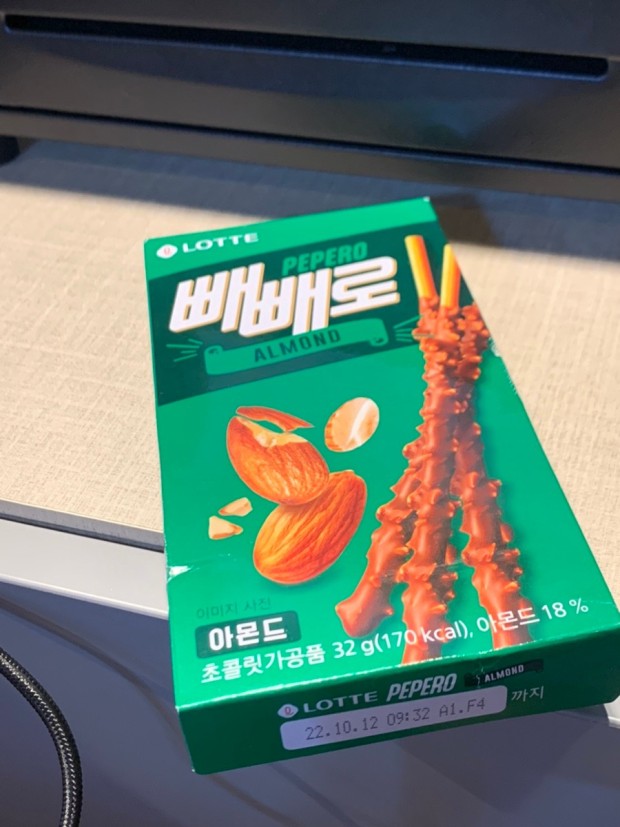 LOTTE
PEPERO
빼빼로
ALMOND
이미지 사진
아몬드
초콜릿가공품 32 g(170 kcal), 아몬드 18 %
LOTTE PEPERO ALMOND
22.10.12 09:32 A1.F4 까지